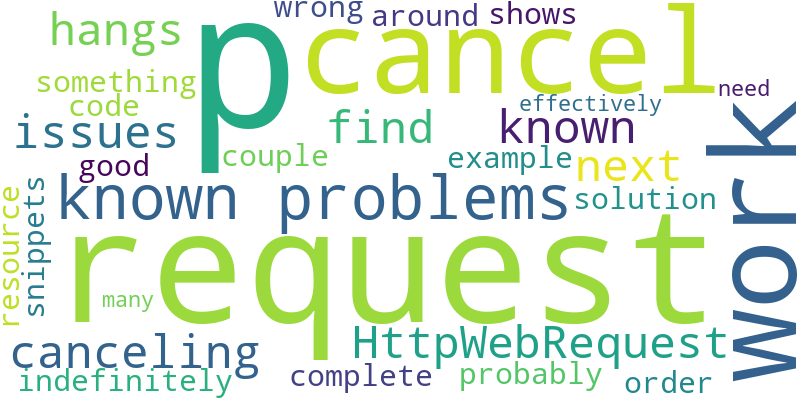 wrong around shows
hangs p cancel
something need
code effectively
issues find known
good couple example next
known problems solution
resource snippets work
request
many
canceling HttpWebRequest
indefinitely complete probably order